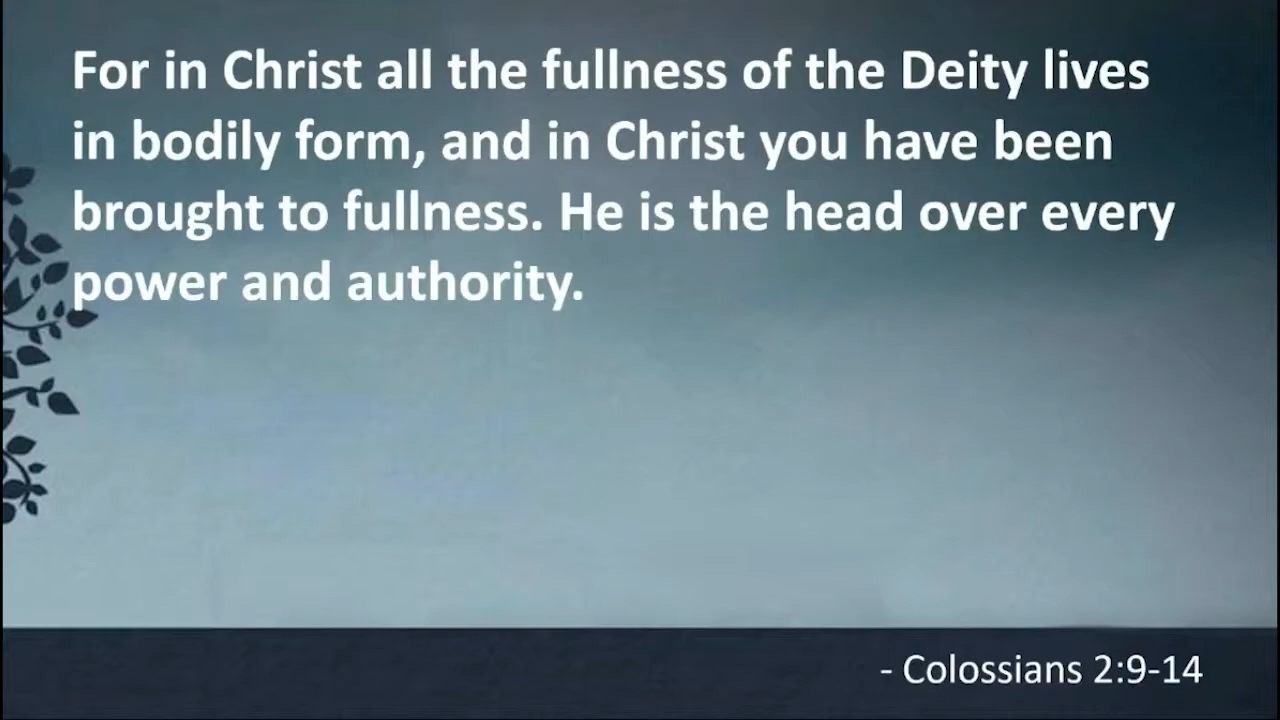 For in Christ all the fullness of the Deity lives
in bodily form, and in Christ you have been
brought to fullness. He is the head over every
power and authority.
- Colossians 2:9-14